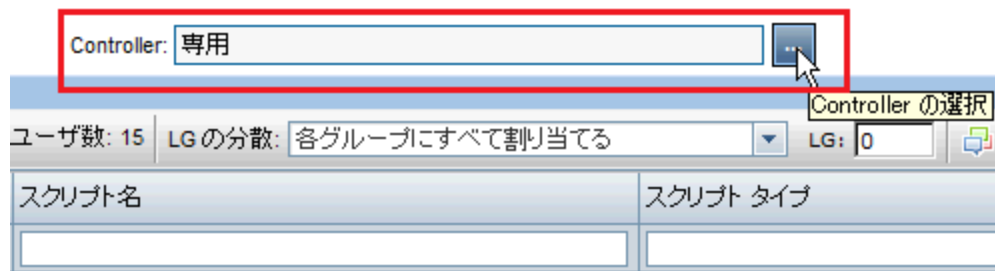 Controller: 専用 ...
Controller の選択
ユーザ数: 15 LG の分散: 各グループにすべて割り当てる LG: 0
スクリプト名 スクリプト タイプ